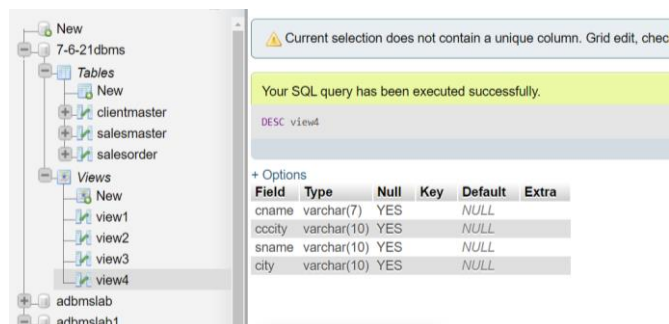 New
7-6-21dbms
Tables
New
clientmaster
salesmaster
salesorder
Views
New
view1
view2
view3
view4
adbmslab
adbmslab1
Current selection does not contain a unique column. Grid edit, chec
Your SQL query has been executed successfully.
DESC view4
+ Options
Field Type Null Key Default Extra
cname varchar(7) YES NULL
cccity varchar(10) YES NULL
sname varchar(10) YES NULL
city varchar(10) YES NULL